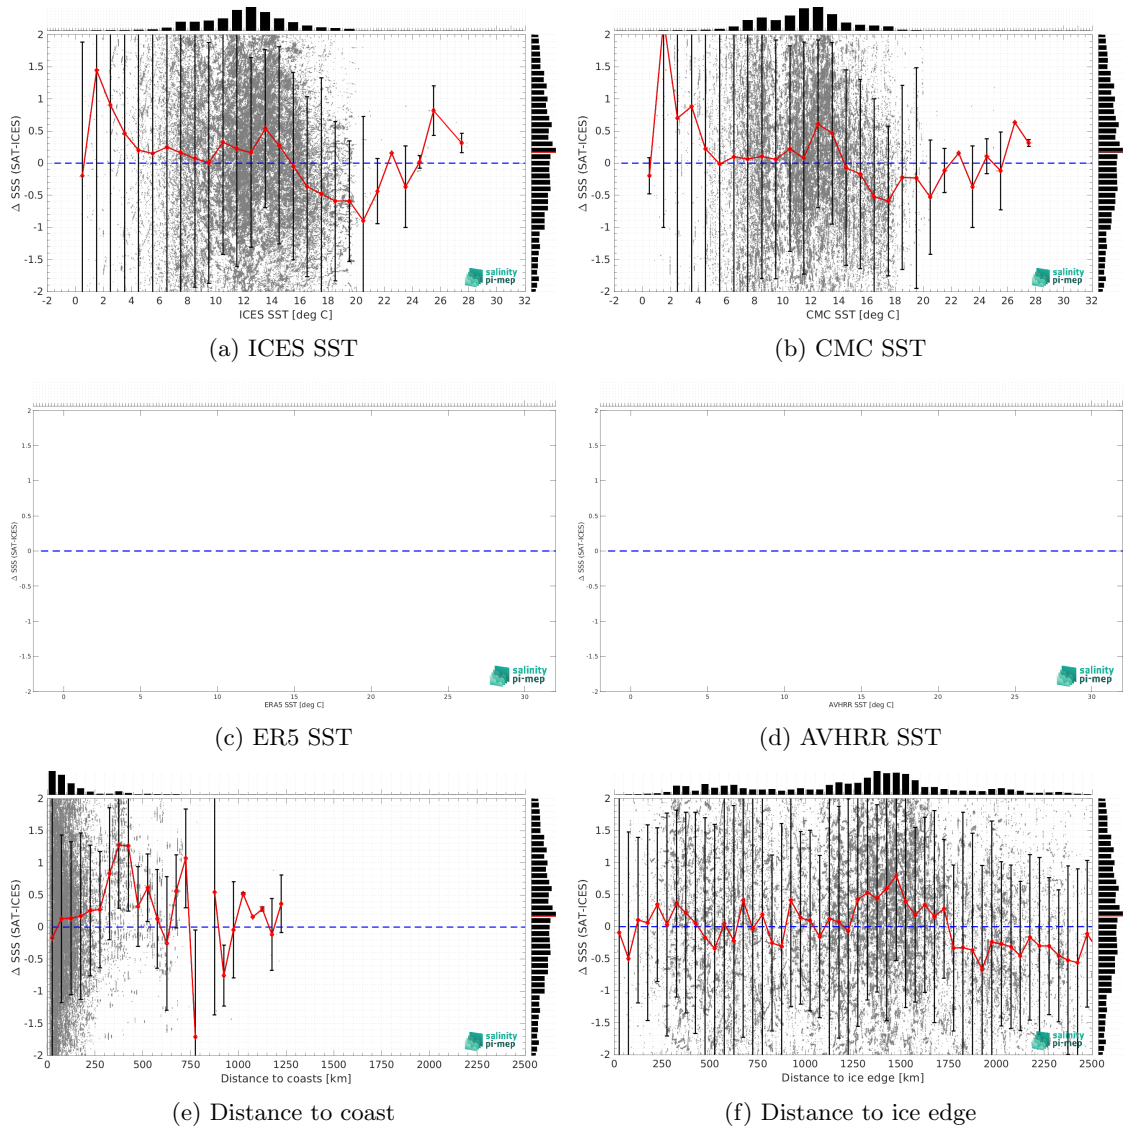 2
1.5
1
0.5
0
-0.5
-1
-1.5
-2
Δ SSS (SAT-ICES)
-2 0 2 4 6 8 10 12 14 16 18 20 22 24 26 28 30 32
ICES SST [deg C]
salinity
pi-mep
(a) ICES SST
2
1.5
1
0.5
0
-0.5
-1
-1.5
-2
Δ SSS (SAT-ICES)
-2 0 2 4 6 8 10 12 14 16 18 20 22 24 26 28 30 32
CMC SST [deg C]
salinity
pi-mep
(b) CMC SST
2
1.5
1
0.5
0
-0.5
-1
-1.5
-2
Δ SSS (SAT-ICES)
0 5 10 15 20 25 30
ERA5 SST [deg C]
salinity
pi-mep
(c) ER5 SST
2
1.5
1
0.5
0
-0.5
-1
-1.5
-2
Δ SSS (SAT-ICES)
0 5 10 15 20 25 30
AVHRR SST [deg C]
salinity
pi-mep
(d) AVHRR SST
2
1.5
1
0.5
0
-0.5
-1
-1.5
-2
Δ SSS (SAT-ICES)
0 250 500 750 1000 1250 1500 1750 2000 2250 2500
Distance to coasts [km]
salinity
pi-mep
(e) Distance to coast
2
1.5
1
0.5
0
-0.5
-1
-1.5
-2
Δ SSS (SAT-ICES)
0 250 500 750 1000 1250 1500 1750 2000 2250 2500
Distance to ice edge [km]
salinity
pi-mep
(f) Distance to ice edge